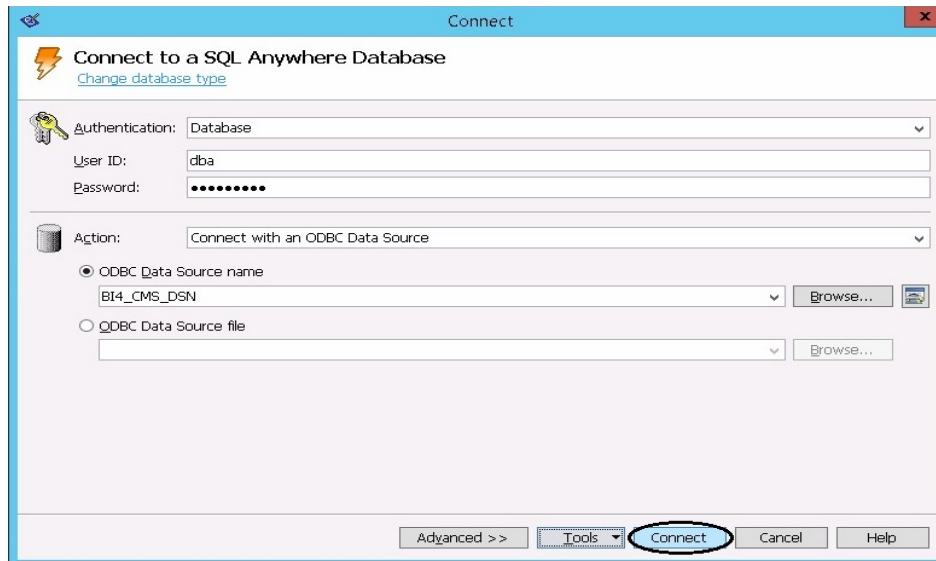 Connect
x
Connect to a SQL Anywhere Database
Change database type
Authentication: Database
User ID: dba
Password: •••••••••
Action: Connect with an ODBC Data Source
ODBC Data Source name
BI4_CMS_DSN Browse...
ODBC Data Source file
Browse...
Advanced >> Tools Connect Cancel Help